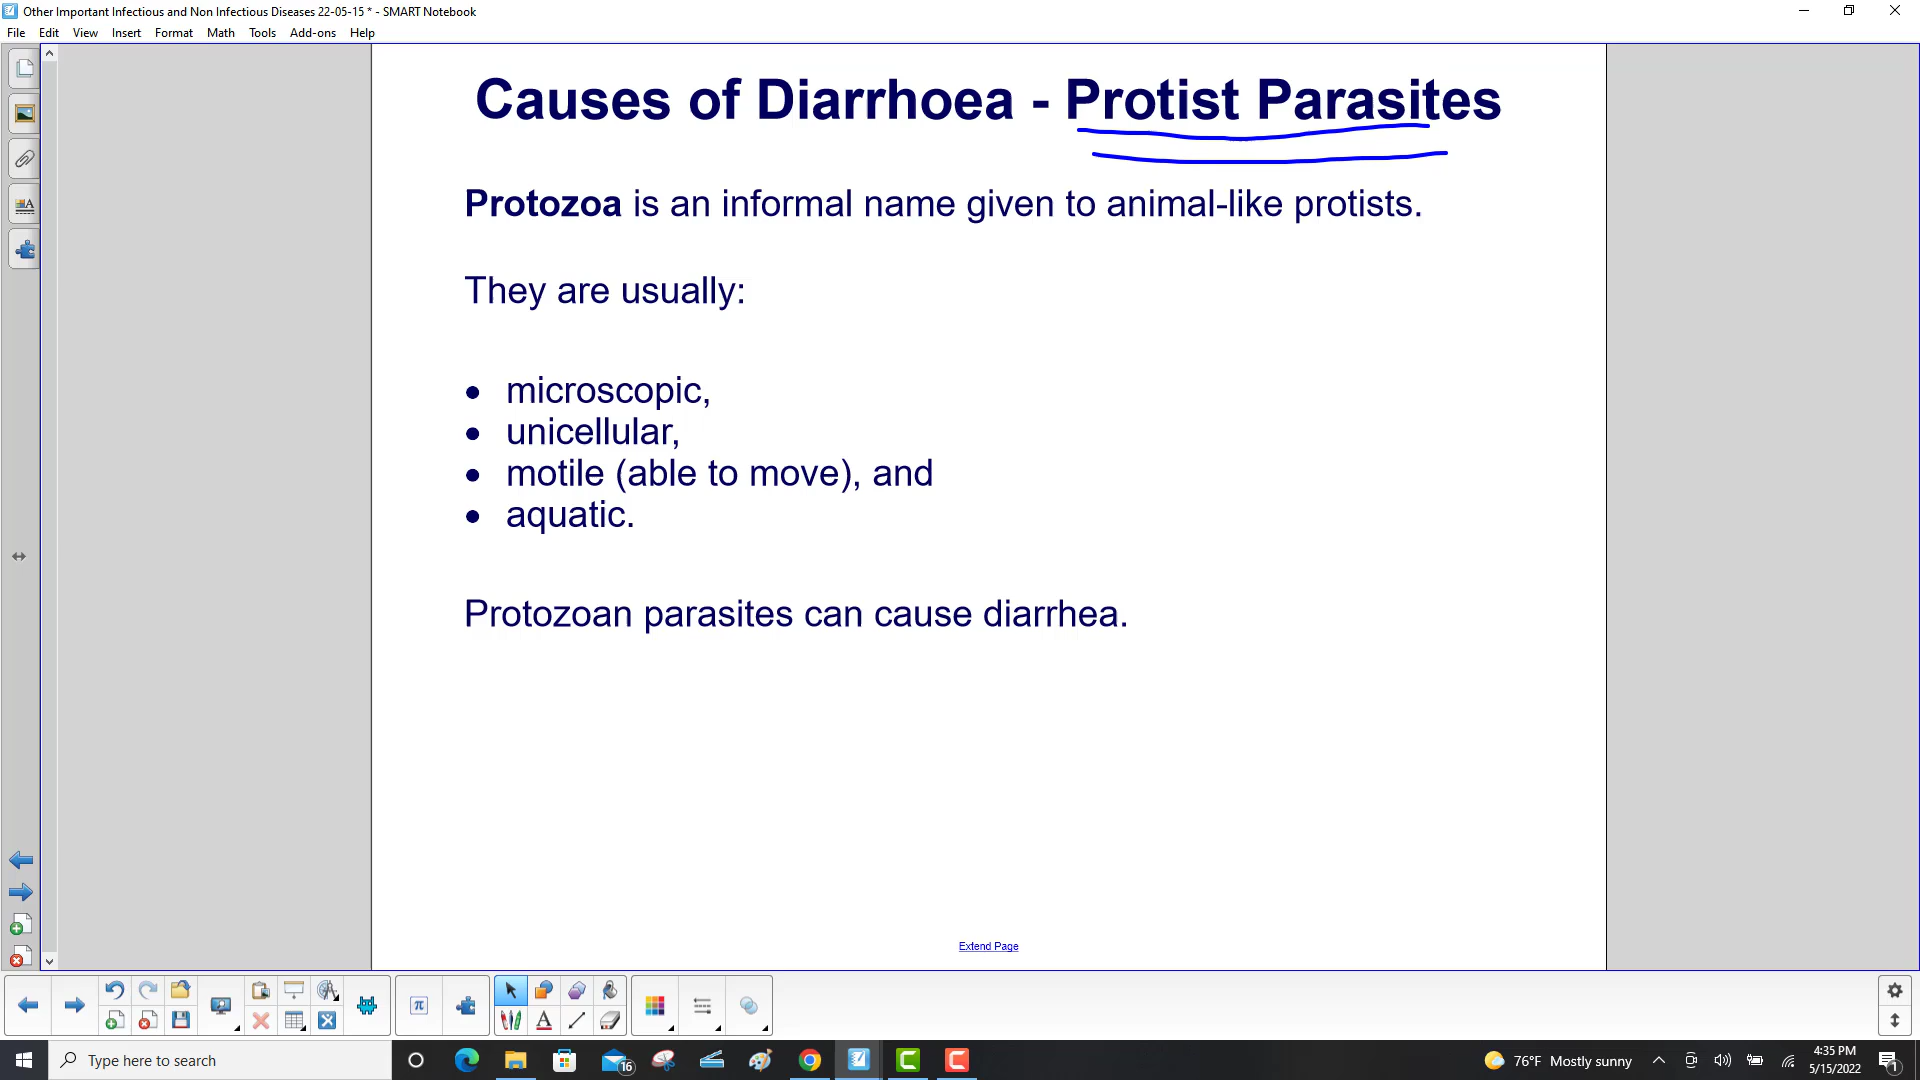 Other Important Infectious and Non Infectious Diseases 22-05-15 * - SMART Notebook
File Edit View Insert Format Math Tools Add-ons Help
Causes of Diarrhoea - Protist Parasites
Protozoa is an informal name given to animal-like protists.
They are usually:
• microscopic,
• unicellular,
• motile (able to move), and
• aquatic.
Protozoan parasites can cause diarrhea.
Extend Page
Type here to search
16
76°F Mostly sunny
4:35 PM
5/15/2022
1